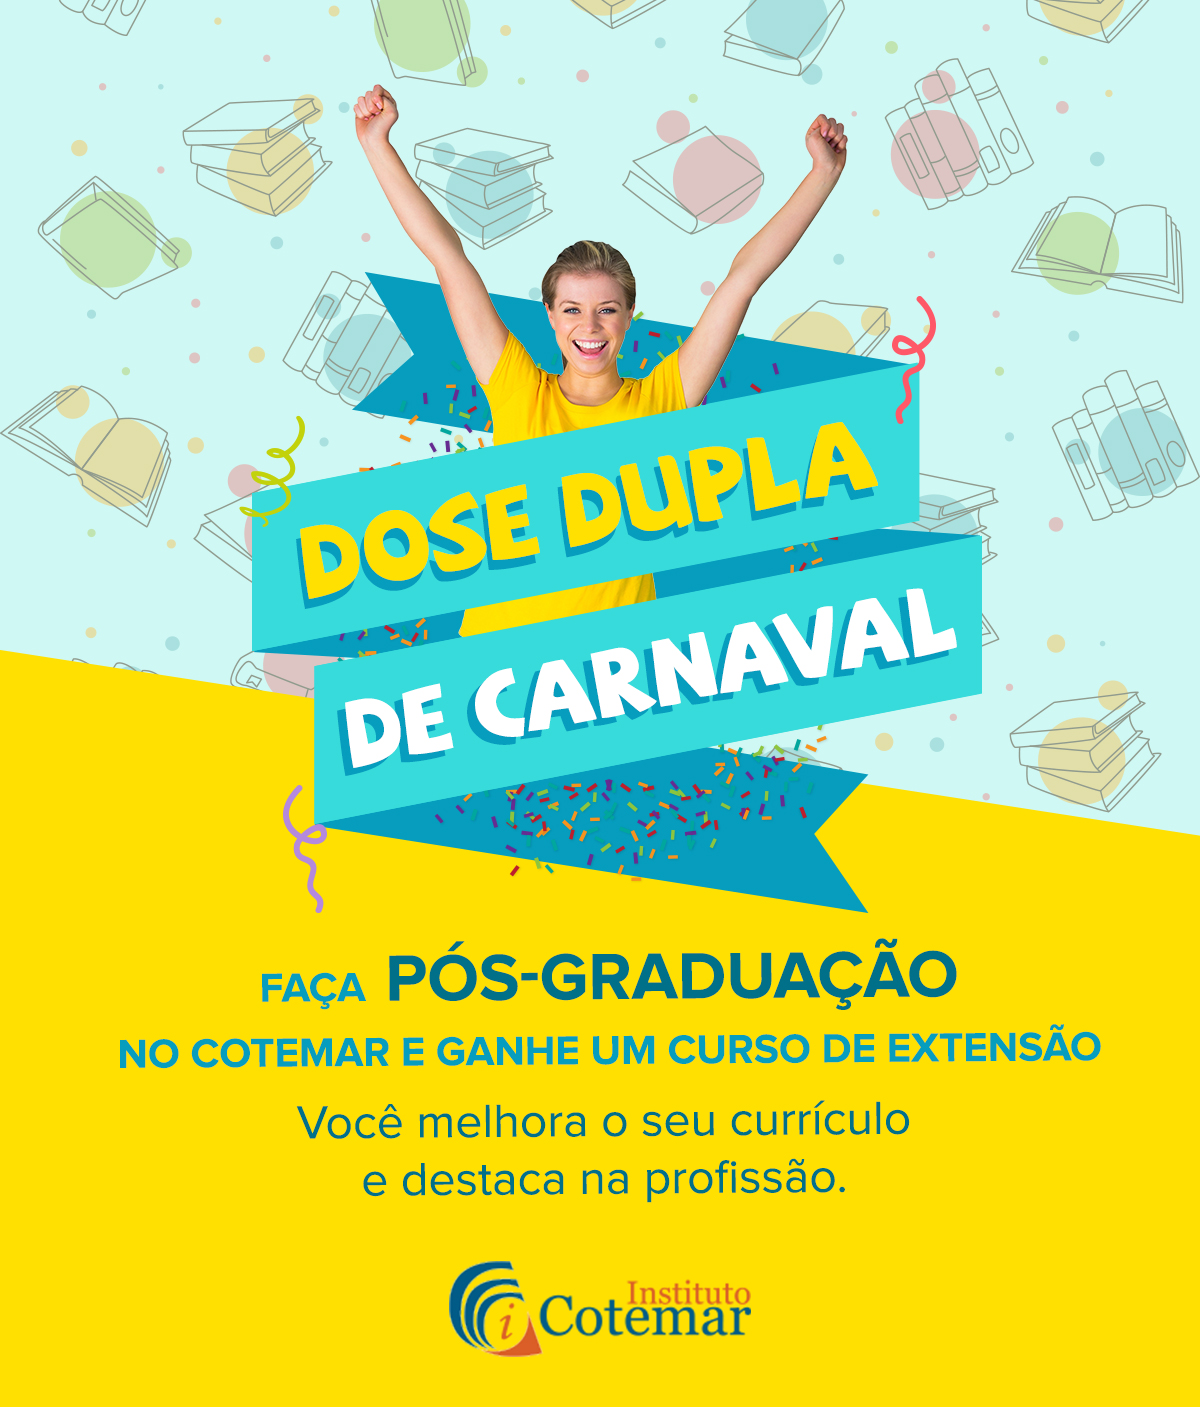 DOSE DUPLA
DE CARNAVAL
FAÇA PÓS-GRADUAÇÃO
NO COTEMAR E GANHE UM CURSO DE EXTENSÃO
Você melhora o seu currículo
e destaca na profissão.
i
Instituto
Cotemar